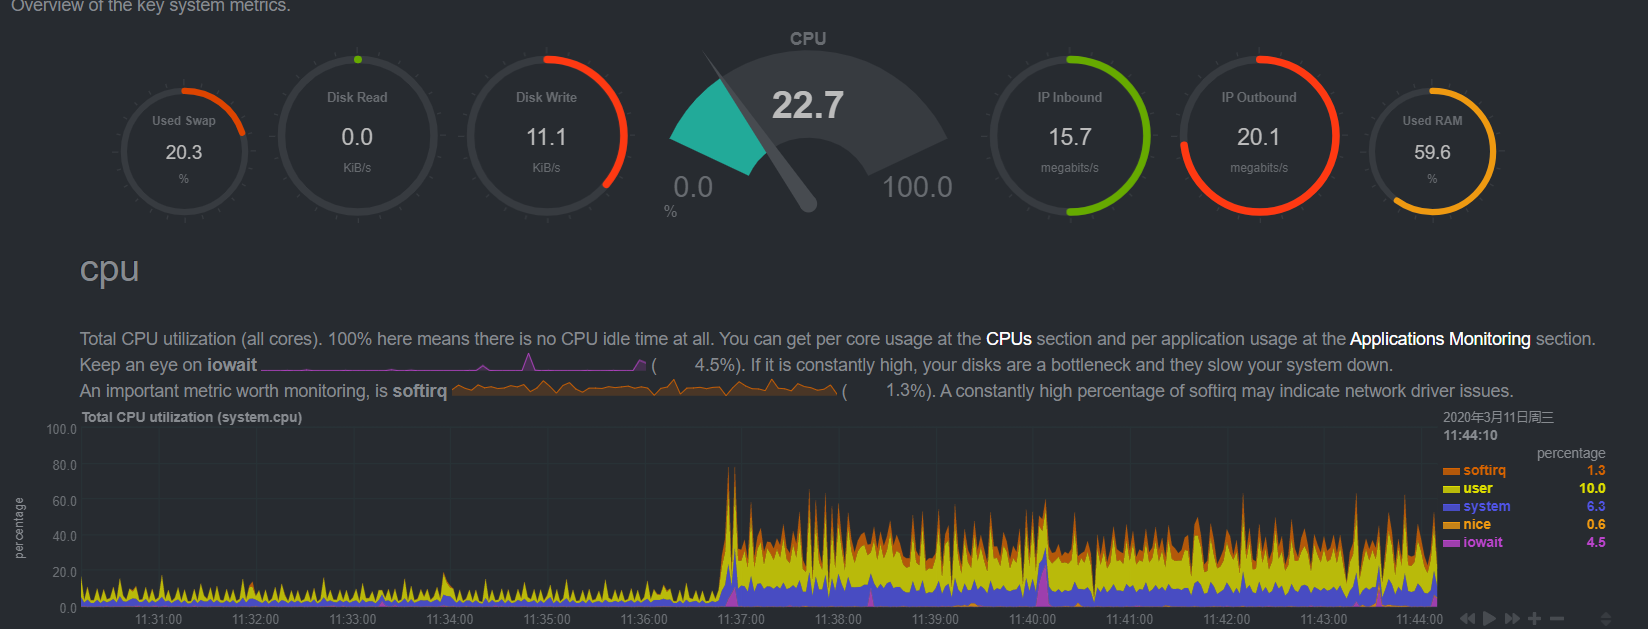 Overview of the key system metrics.
CPU
Used Swap
20.3
%
Disk Read
0.0
KiB/s
Disk Write
11.1
KiB/s
22.7
0.0
100.0
%
IP Inbound
15.7
megabits/s
IP Outbound
20.1
megabits/s
Used RAM
59.6
%
cpu
Total CPU utilization (all cores). 100% here means there is no CPU idle time at all. You can get per core usage at the CPUs section and per application usage at the Applications Monitoring section.
Keep an eye on iowait ( 4.5%). If it is constantly high, your disks are a bottleneck and they slow your system down.
An important metric worth monitoring, is softirq ( 1.3%). A constantly high percentage of softirq may indicate network driver issues.
Total CPU utilization (system.cpu)
2020年3月11日周三
11:44:10
percentage
softirq 1.3
user 10.0
system 6.3
nice 0.6
iowait 4.5
percentage
100.0
80.0
60.0
40.0
20.0
0.0
11:31:00 11:32:00 11:33:00 11:34:00 11:35:00 11:36:00 11:37:00 11:38:00 11:39:00 11:40:00 11:41:00 11:42:00 11:43:00 11:44:00